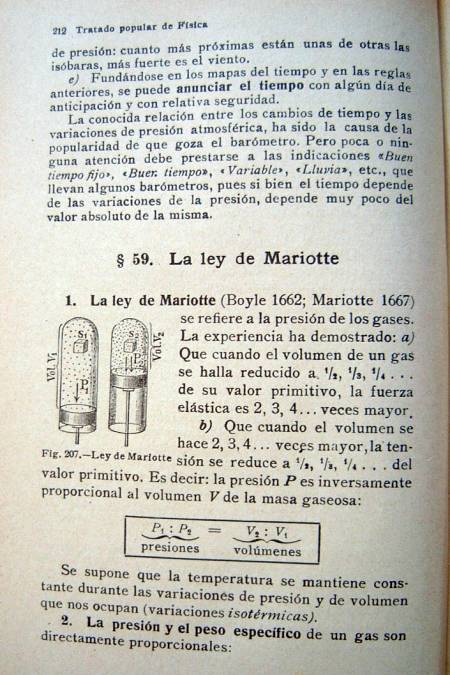 212 Tratado popular de Física
de presión: cuanto más próximas están unas de otras las
isóbaras, más fuerte es el viento.
e) Fundándose en los mapas del tiempo y en las reglas
anteriores, se puede anunciar el tiempo con algún día de
anticipación y con relativa seguridad.
La conocida relación entre los cambios de tiempo y las
variaciones de presión atmosférica, ha sido la causa de la
popularidad de que goza el barómetro. Pero poca o nin-
guna atención debe prestarse a las indicaciones «Buen
tiempo fijo», «Buen tiempo», «Variable», «Lluvia», etc., que
llevan algunos barómetros, pues si bien el tiempo depende
de las variaciones de la presión, depende muy poco del
valor absoluto de la misma.
§ 59. La ley de Mariotte
1. La ley de Mariotte (Boyle 1662; Mariotte 1667)
se refiere a la presión de los gases.
La experiencia ha demostrado: a)
Que cuando el volumen de un gas
se halla reducido a 1/2, 1/3, 1/4 . . .
de su valor primitivo, la fuerza
elástica es 2, 3, 4... veces mayor.
b) Que cuando el volumen se
hace 2, 3, 4... veces mayor, la ten-
sión se reduce a 1/2, 1/3, 1/4 . . . del
Vol. V1
S1
P1
Vol. V2
S2
P2
Fig. 207.—Ley de Mariotte
valor primitivo. Es decir: la presión P es inversamente
proporcional al volumen V de la masa gaseosa:
P1 : P2 = V2 : V1
presiones volúmenes
Se supone que la temperatura se mantiene cons-
tante durante las variaciones de presión y de volumen
que nos ocupan (variaciones isotérmicas).
2. La presión y el peso específico de un gas son
directamente proporcionales: